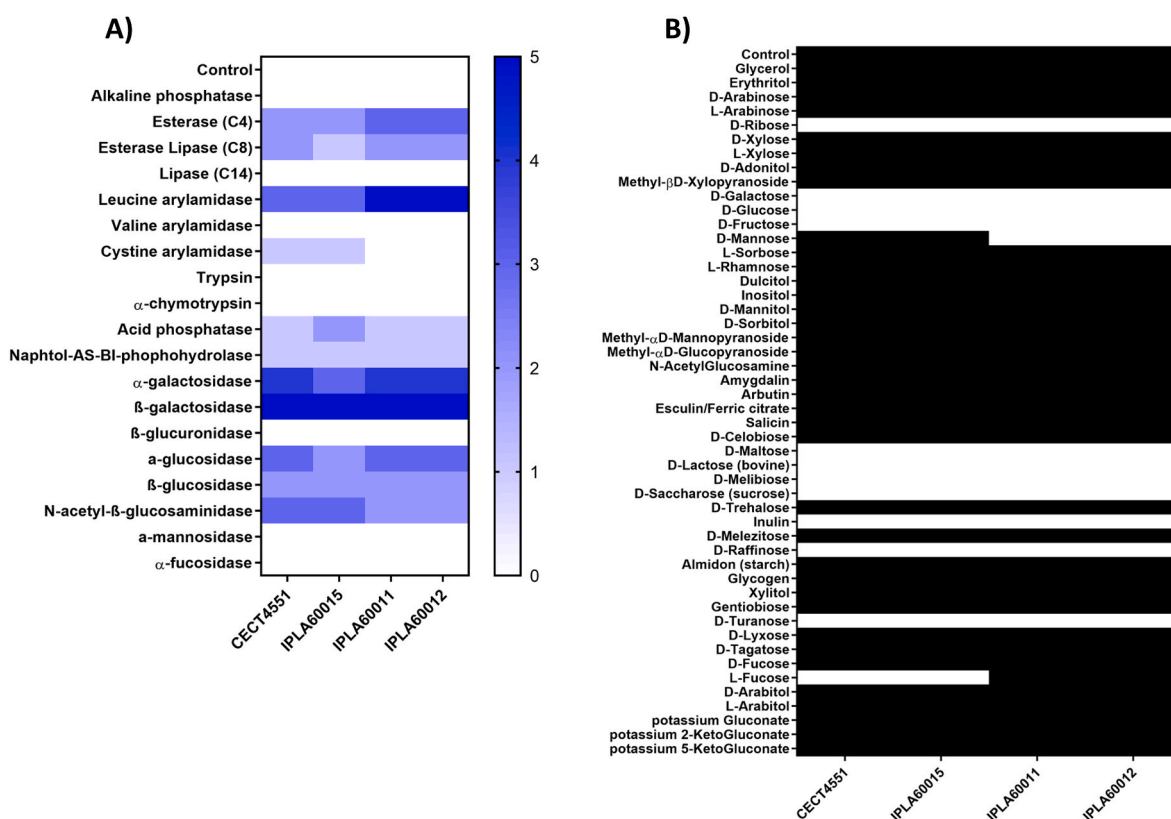 A)
Control
Alkaline phosphatase
Esterase (C4)
Esterase Lipase (C8)
Lipase (C14)
Leucine arylamidase
Valine arylamidase
Cystine arylamidase
Trypsin
α-chymotrypsin
Acid phosphatase
Naphtol-AS-BI-phophohydrolase
α-galactosidase
ß-galactosidase
ß-glucuronidase
a-glucosidase
ß-glucosidase
N-acetyl-ß-glucosaminidase
a-mannosidase
α-fucosidase
CECT4551
IPLA60015
IPLA60011
IPLA60012
5
4
3
2
1
0
B)
Control
Glycerol
Erythritol
D-Arabinose
L-Arabinose
D-Ribose
D-Xylose
L-Xylose
D-Adonitol
Methyl-βD-Xylopyranoside
D-Galactose
D-Glucose
D-Fructose
D-Mannose
L-Sorbose
L-Rhamnose
Dulcitol
Inositol
D-Mannitol
D-Sorbitol
Methyl-αD-Mannopyranoside
Methyl-αD-Glucopyranoside
N-AcetylGlucosamine
Amygdalin
Arbutin
Esculin/Ferric citrate
Salicin
D-Celobiose
D-Maltose
D-Lactose (bovine)
D-Melibiose
D-Saccharose (sucrose)
D-Trehalose
Inulin
D-Melezitose
D-Raffinose
Almidon (starch)
Glycogen
Xylitol
Gentiobiose
D-Turanose
D-Lyxose
D-Tagatose
D-Fucose
L-Fucose
D-Arabitol
L-Arabitol
potassium Gluconate
potassium 2-KetoGluconate
potassium 5-KetoGluconate
CECT4551
IPLA60015
IPLA60011
IPLA60012